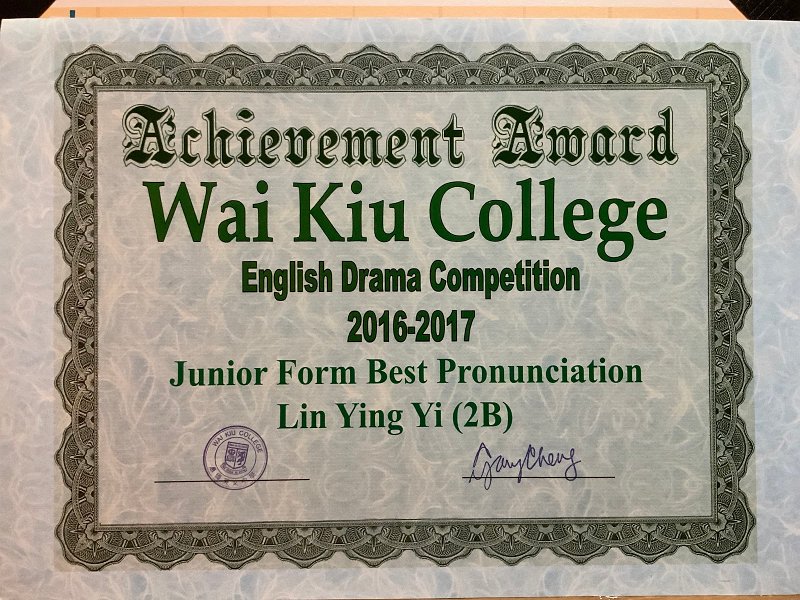 Achievement Award
Wai Kiu College
English Drama Competition
2016-2017
Junior Form Best Pronunciation
Lin Ying Yi (2B)
WAI KIU COLLEGE